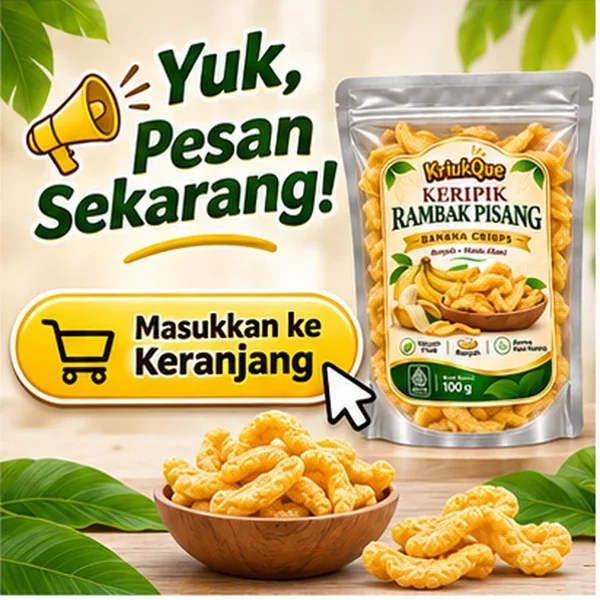 Yuk,
Pesan
Sekarang!
Masukkan ke
Keranjang
KriukQue
KERIPIK
RAMBAK PISANG
BANANA CRISPS
100 g